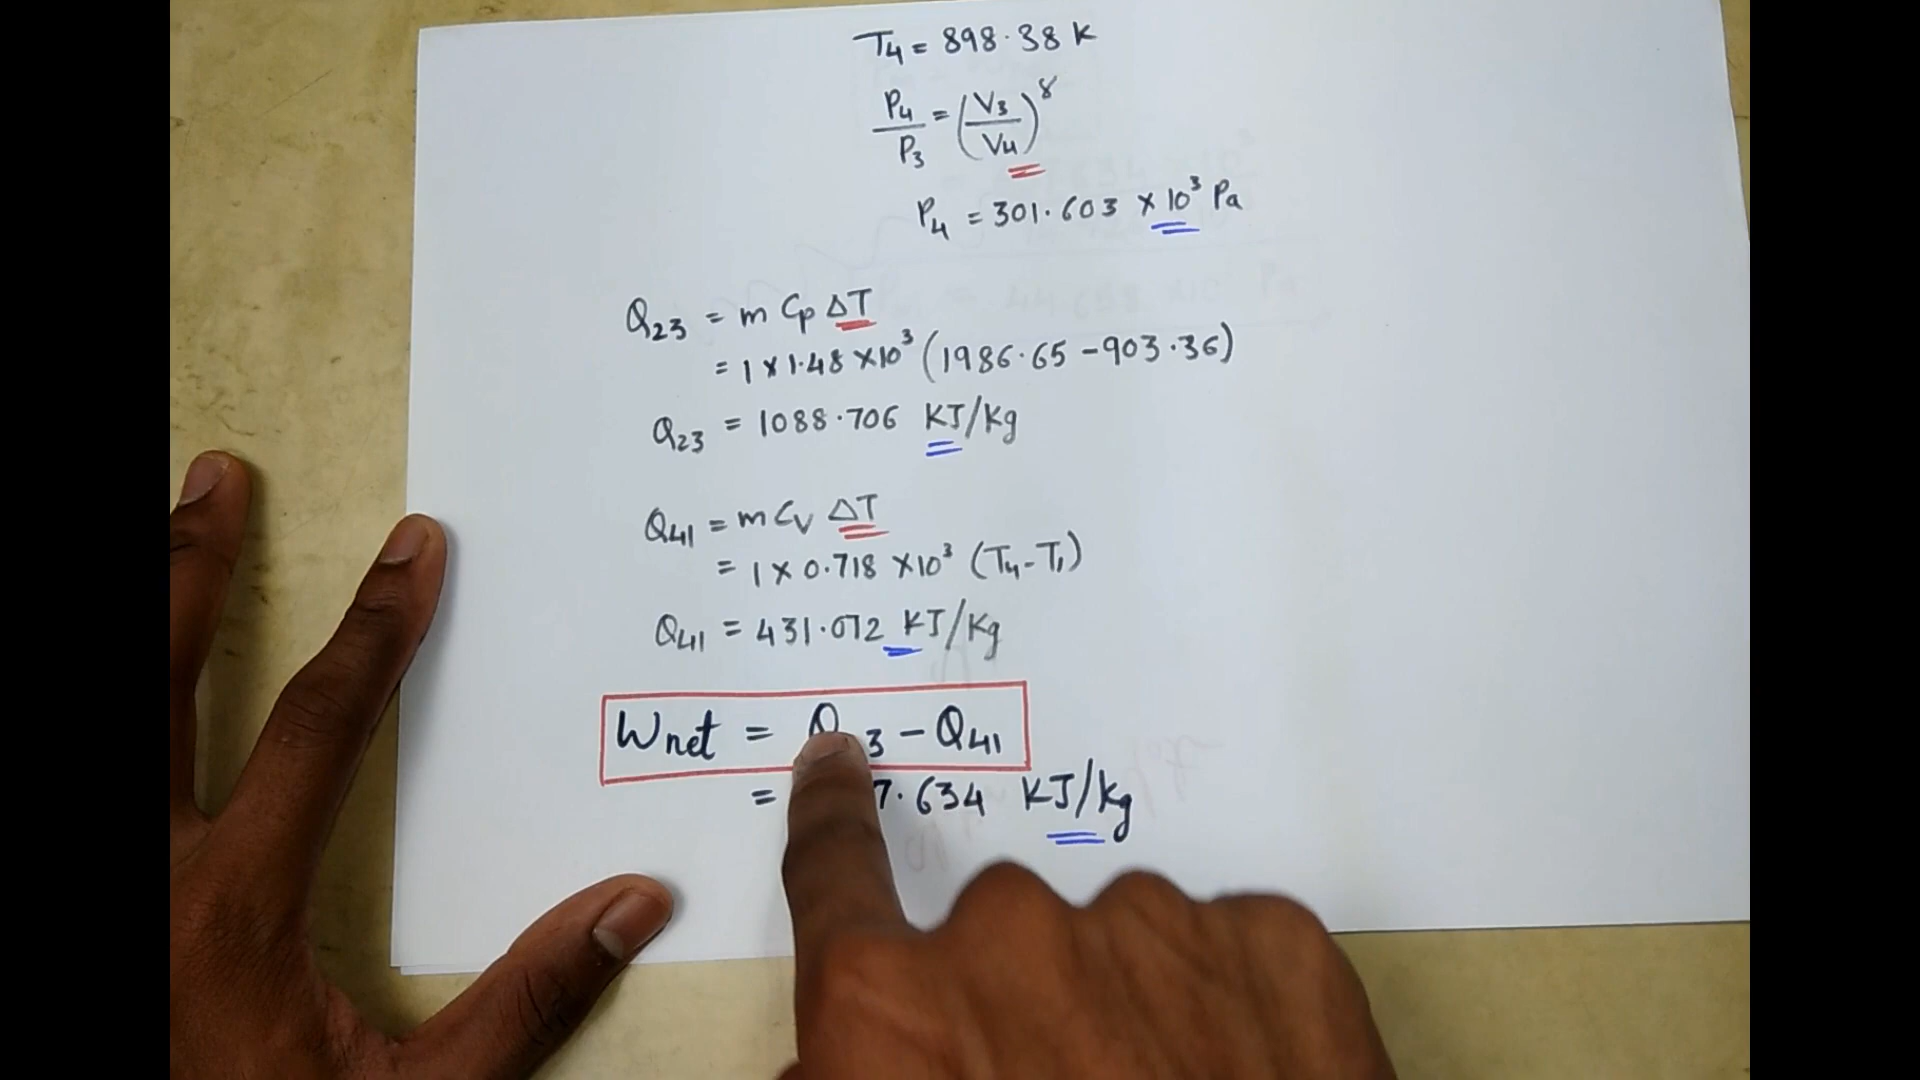 T4 = 898.38 K
P4/P3 = (V3/V4)^γ
P4 = 301.603 × 10³ Pa
Q23 = m Cp ΔT
= 1 × 1.48 × 10³ (1986.65 - 903.36)
Q23 = 1088.706 KJ/Kg
Q41 = m Cv ΔT
= 1 × 0.718 × 10³ (T4 - T1)
Q41 = 431.072 KJ/Kg
Wnet = Q 3 - Q41
= 7.634 KJ/kg